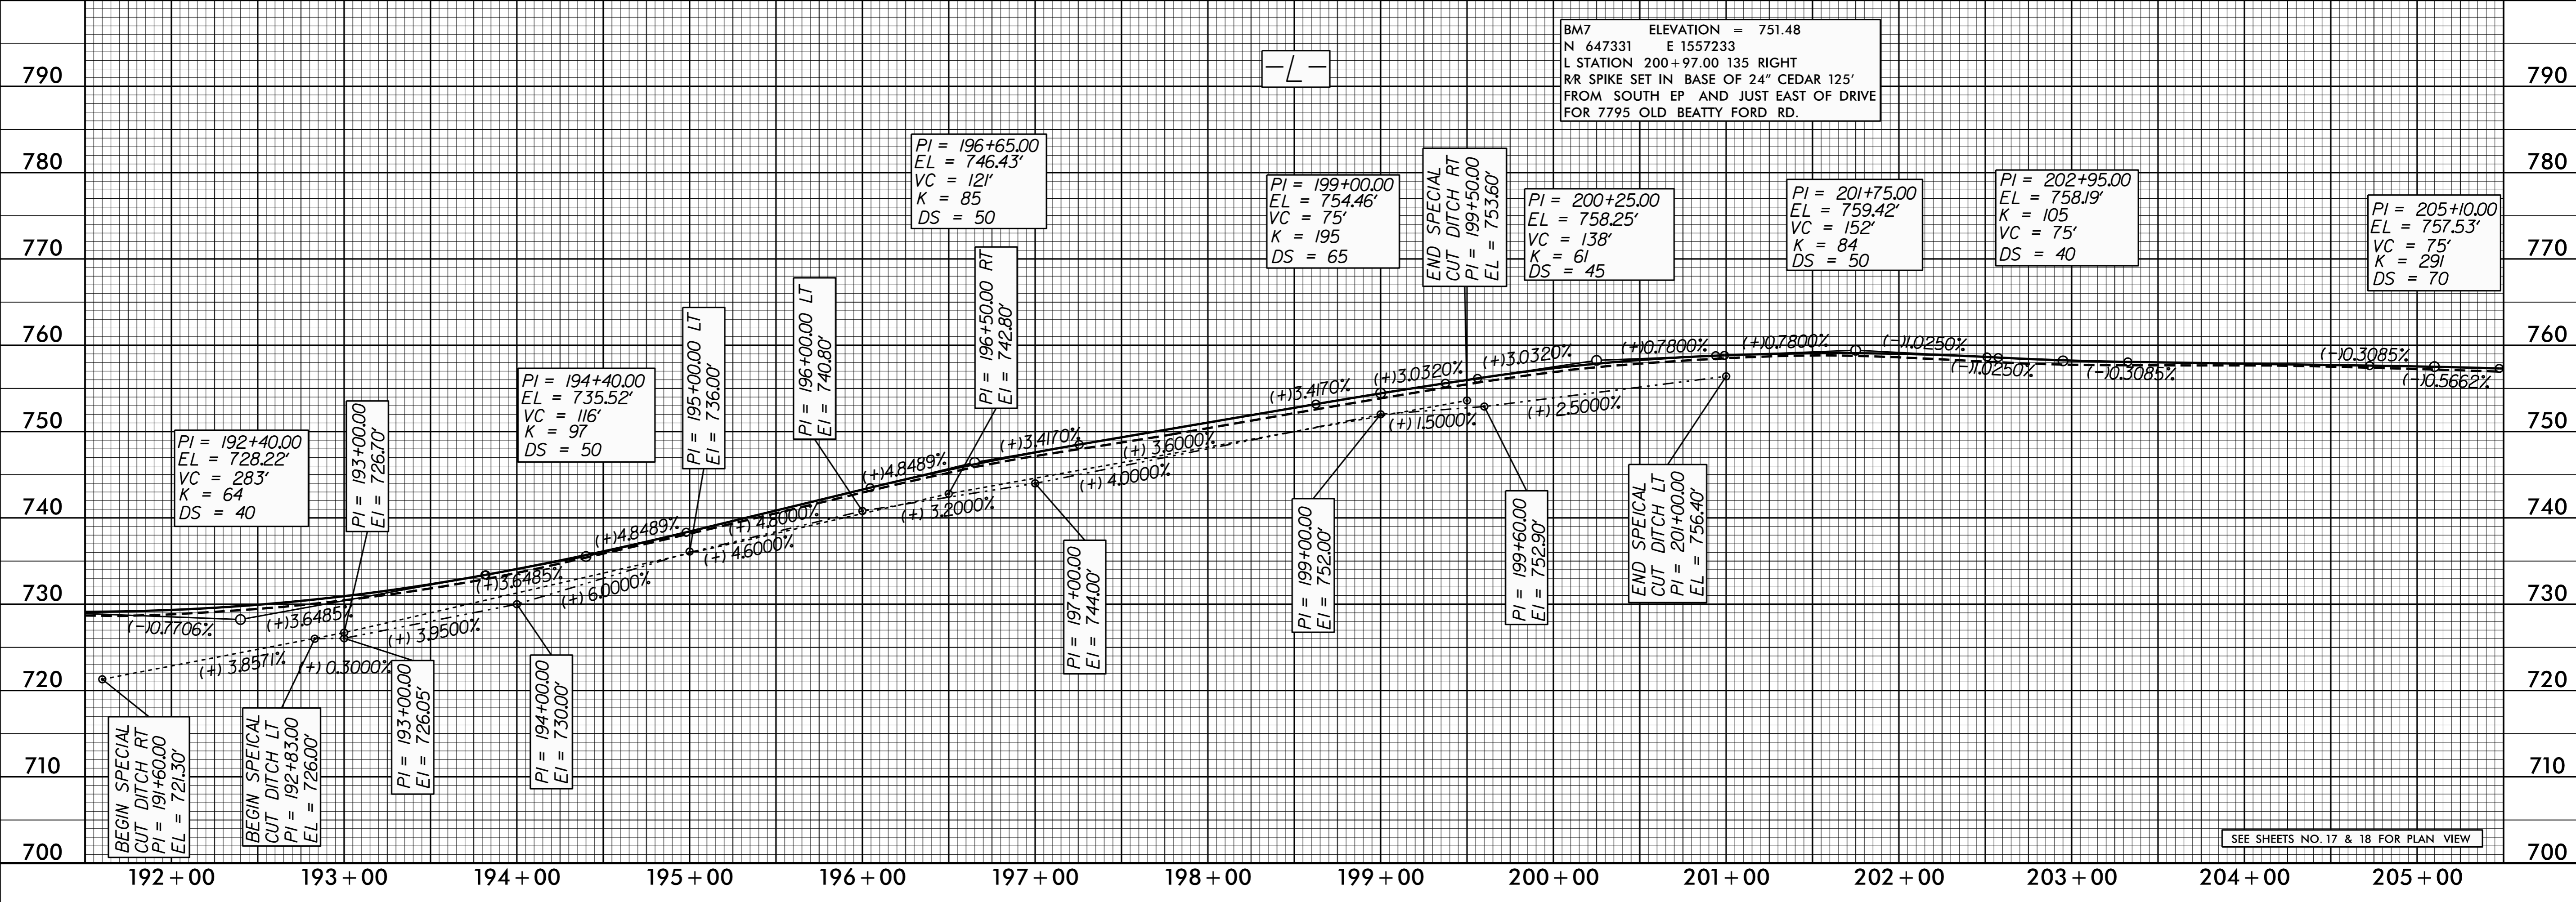 BM7 ELEVATION = 751.48
N 647331 E 1557233
L STATION 200+97.00 135 RIGHT
R/R SPIKE SET IN BASE OF 24" CEDAR 125'
FROM SOUTH EP AND JUST EAST OF DRIVE
FOR 7795 OLD BEATTY FORD RD.
-L-
790
790
780
780
770
770
760
760
750
750
740
740
730
730
720
720
710
710
700
700
PI = 192+40.00
EL = 728.22'
VC = 283'
K = 64
DS = 40
PI = 193+00.00
El = 726.70'
PI = 194+40.00
EL = 735.52'
VC = 116'
K = 97
DS = 50
PI = 195+00.00 LT
El = 736.00'
PI = 196+00.00 LT
El = 740.80'
PI = 196+65.00
EL = 746.43'
VC = 121'
K = 85
DS = 50
PI = 196+50.00 RT
El = 742.80'
PI = 199+00.00
EL = 754.46'
VC = 75'
K = 195
DS = 65
END SPECIAL
CUT DITCH RT
PI = 199+50.00
EL = 753.60'
PI = 200+25.00
EL = 758.25'
VC = 138'
K = 61
DS = 45
PI = 201+75.00
EL = 759.42'
VC = 152'
K = 84
DS = 50
PI = 202+95.00
EL = 758.19'
K = 105
VC = 75'
DS = 40
PI = 205+10.00
EL = 757.53'
VC = 75'
K = 291
DS = 70
(-)0.7706%
(+)3.6485%
(+)3.6485%
(+)4.8489%
(+)4.8489%
(+)3.4170%
(+)3.4170%
(+)3.0320%
(+)3.0320%
(+)0.7800%
(+)0.7800%
(-)1.0250%
(-)1.0250%
(-)0.3085%
(-)0.3085%
(-)0.5662%
(+) 3.8571%
(+) 0.3000%
(+) 3.9500%
(+) 6.0000%
(+) 4.6000%
(+) 4.8000%
(+) 3.2000%
(+) 3.6000%
(+) 4.0000%
(+) 1.5000%
(+) 2.5000%
BEGIN SPECIAL
CUT DITCH RT
PI = 191+60.00
EL = 721.30'
BEGIN SPEICAL
CUT DITCH LT
PI = 192+83.00
EL = 726.00'
PI = 193+00.00
El = 726.05'
PI = 194+00.00
El = 730.00'
PI = 197+00.00
El = 744.00'
PI = 199+00.00
El = 752.00'
PI = 199+60.00
El = 752.90'
END SPEICAL
CUT DITCH LT
PI = 201+00.00
EL = 756.40'
SEE SHEETS NO. 17 & 18 FOR PLAN VIEW
192+00 193+00 194+00 195+00 196+00 197+00 198+00 199+00 200+00 201+00 202+00 203+00 204+00 205+00